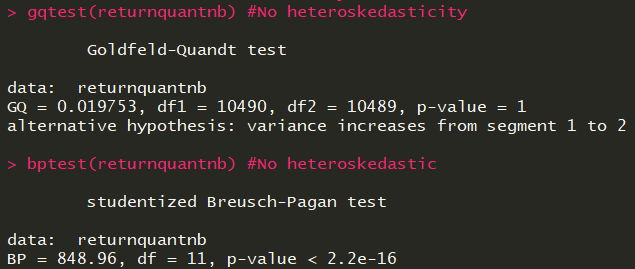 > gqtest(returnquantnb) #No heteroskedasticity
Goldfeld-Quandt test
data:  returnquantnb
GQ = 0.019753, df1 = 10490, df2 = 10489, p-value = 1
alternative hypothesis: variance increases from segment 1 to 2
> bptest(returnquantnb) #No heteroskedastic
studentized Breusch-Pagan test
data:  returnquantnb
BP = 848.96, df = 11, p-value < 2.2e-16